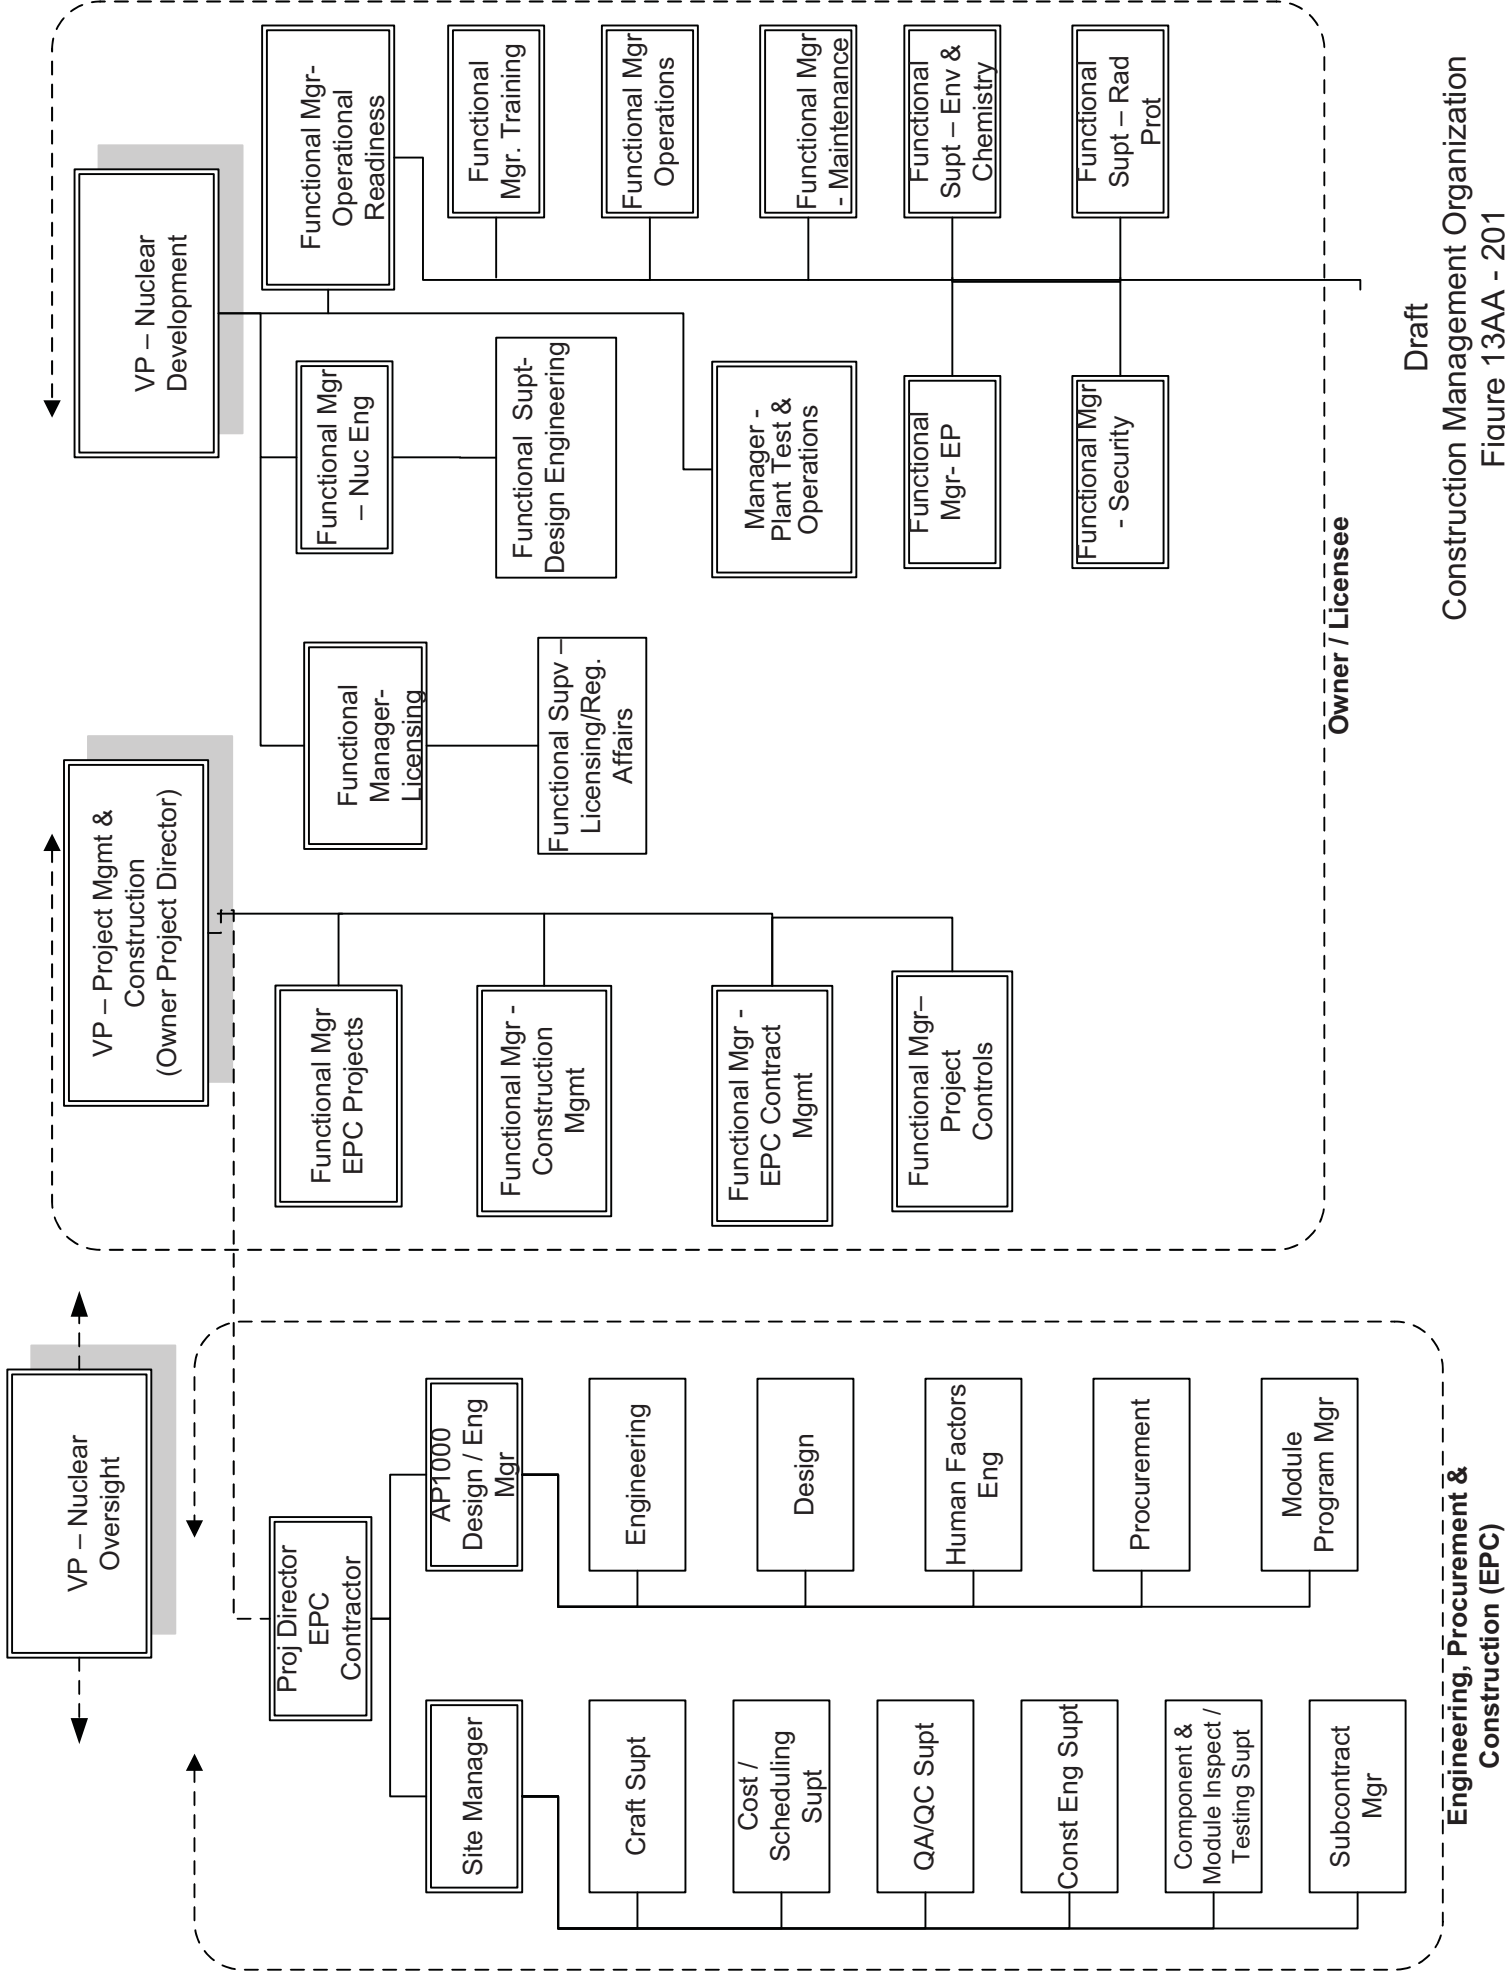 VP – Nuclear
Oversight
VP – Project Mgmt &
Construction
(Owner Project Director)
VP – Nuclear
Development
Proj Director
EPC
Contractor
Site Manager
Craft Supt
Cost /
Scheduling
Supt
QA/QC Supt
Const Eng Supt
Component &
Module Inspect /
Testing Supt
Subcontract
Mgr
AP1000
Design / Eng
Mgr
Engineering
Design
Human Factors
Eng
Procurement
Module
Program Mgr
Engineering, Procurement &
Construction (EPC)
Functional Mgr
EPC Projects
Functional Mgr -
Construction
Mgmt
Functional Mgr -
EPC Contract
Mgmt
Functional Mgr–
Project
Controls
Functional
Manager-
Licensing
Functional Supv –
Licensing/Reg.
Affairs
Functional Mgr
– Nuc Eng
Functional Supt-
Design Engineering
Manager -
Plant Test &
Operations
Functional
Mgr- EP
Functional Mgr
- Security
Functional Mgr-
Operational
Readiness
Functional
Mgr. Training
Functional Mgr
Operations
Functional Mgr
- Maintenance
Functional
Supt – Env &
Chemistry
Functional
Supt – Rad
Prot
Owner / Licensee
Draft
Construction Management Organization
Figure 13AA - 201